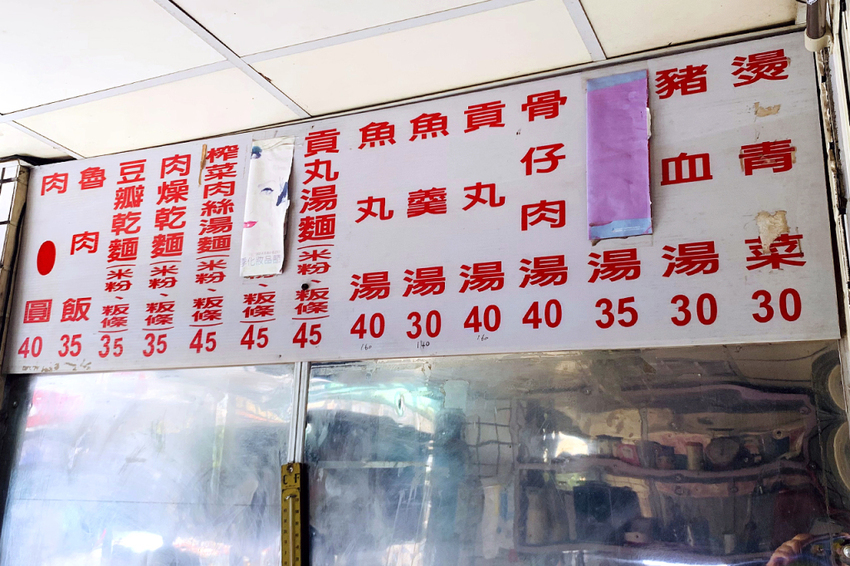 肉圓 40
魯肉飯 35
豆瓣乾麵(米粉、粄條) 35
肉燥乾麵(米粉、粄條) 35
榨菜肉絲湯麵(米粉、粄條) 45
粄條) 45
貢丸湯麵(米粉、粄條) 45
魚丸湯 40
魚羹湯 30
貢丸湯 40
骨仔肉湯 40
湯 35
豬血湯 30
燙青菜 30
160
140
160